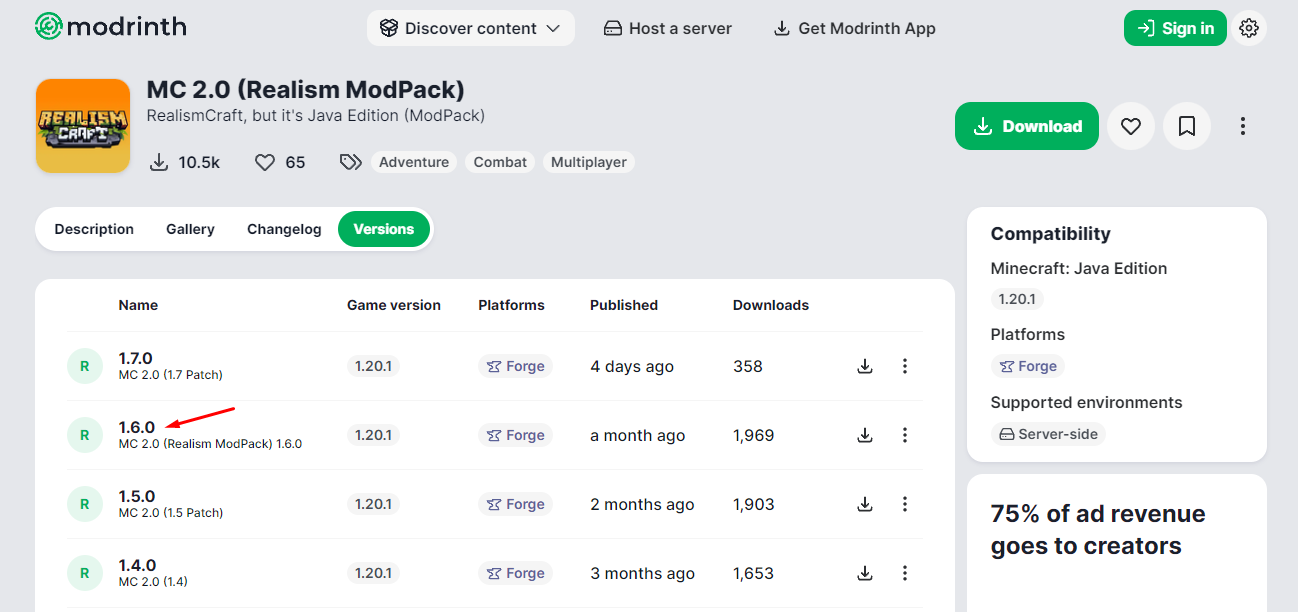 modrinth
Discover content
Host a server
Get Modrinth App
Sign in
REALISM
CRAFT
MC 2.0 (Realism ModPack)
RealismCraft, but it's Java Edition (ModPack)
10.5k
65
Adventure
Combat
Multiplayer
Download
Description
Gallery
Changelog
Versions
Name
Game version
Platforms
Published
Downloads
R
1.7.0
MC 2.0 (1.7 Patch)
1.20.1
Forge
4 days ago
358
R
1.6.0
MC 2.0 (Realism ModPack) 1.6.0
1.20.1
Forge
a month ago
1,969
R
1.5.0
MC 2.0 (1.5 Patch)
1.20.1
Forge
2 months ago
1,903
R
1.4.0
MC 2.0 (1.4)
1.20.1
Forge
3 months ago
1,653
Compatibility
Minecraft: Java Edition
1.20.1
Platforms
Forge
Supported environments
Server-side
75% of ad revenue
goes to creators